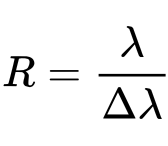 R = λ / Δλ